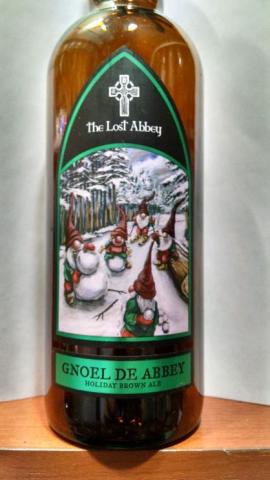 The Lost Abbey
GNOEL DE ABBEY
HOLIDAY BROWN ALE